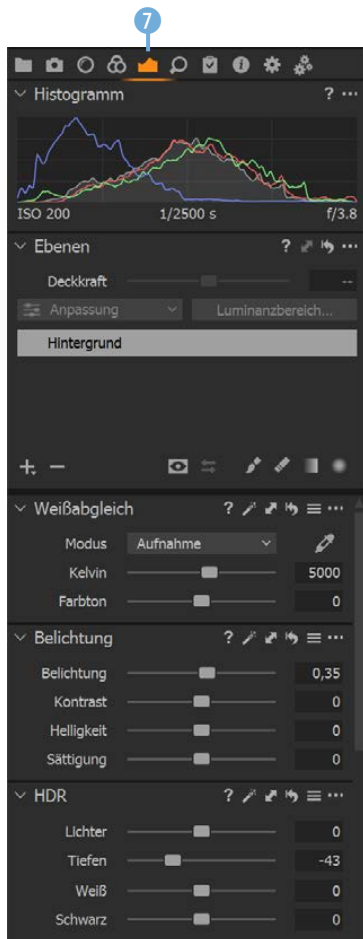 7
Histogramm ? ...
ISO 200 1/2500 s f/3.8
Ebenen ?
Deckkraft --
Anpassung Luminanzbereich...
Hintergrund
Weißabgleich ? ...
Modus Aufnahme
Kelvin 5000
Farbton 0
Belichtung ? ...
Belichtung 0,35
Kontrast 0
Helligkeit 0
Sättigung 0
HDR ? ...
Lichter 0
Tiefen -43
Weiß 0
Schwarz 0